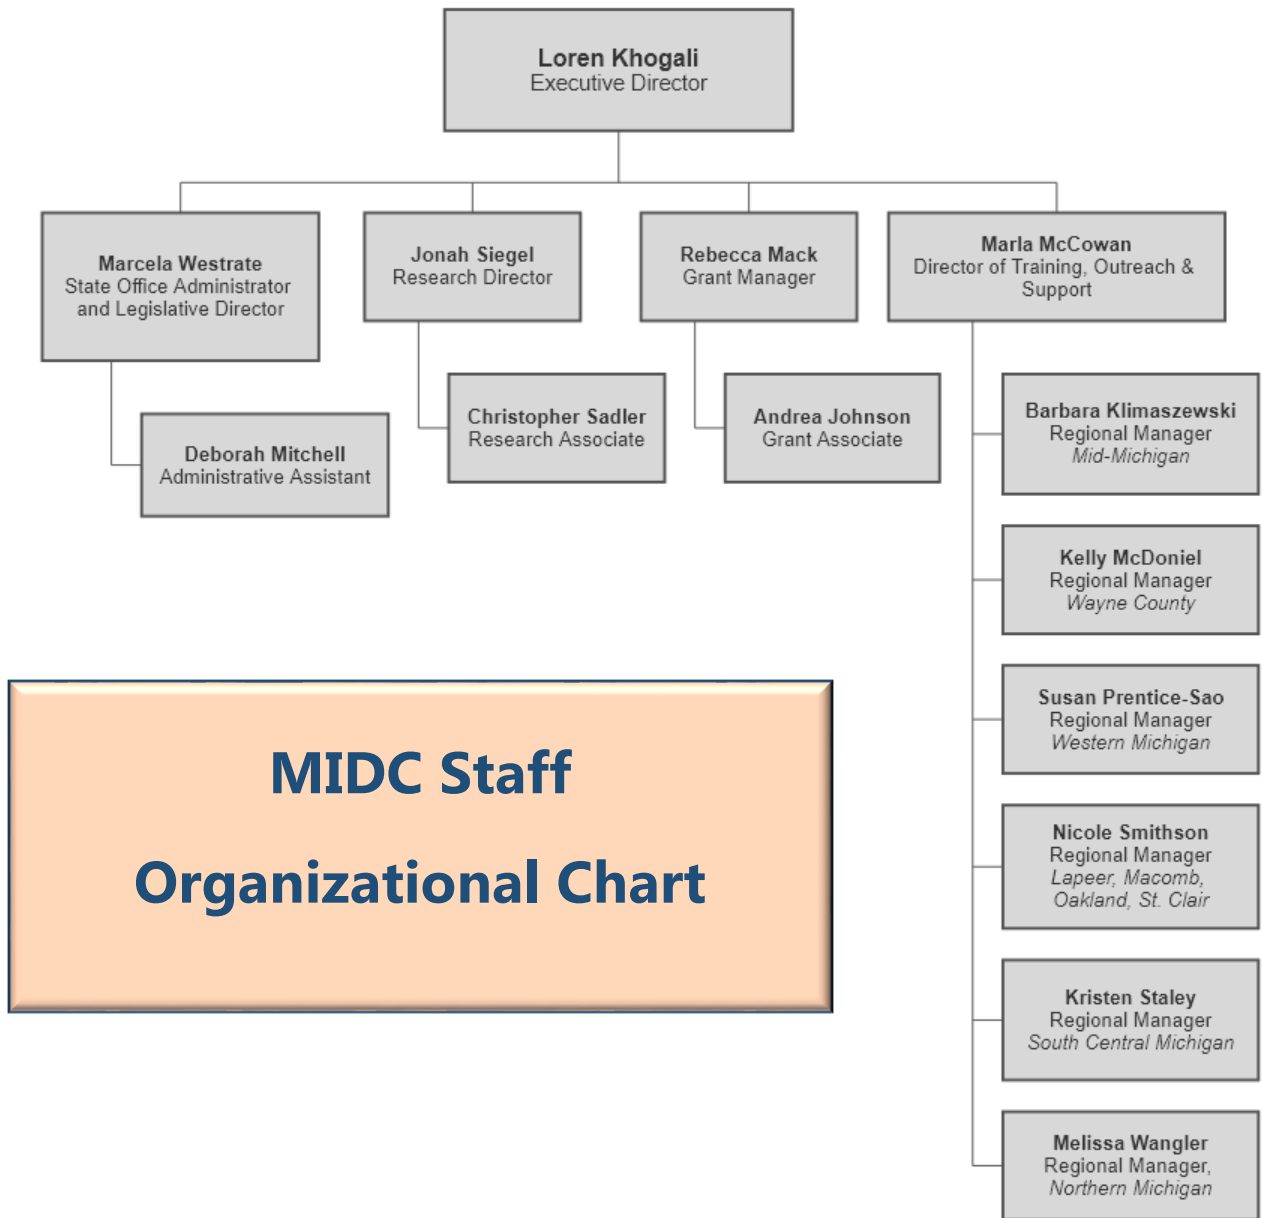 Loren Khogali
Executive Director
Marcela Westrate
State Office Administrator
and Legislative Director
Jonah Siegel
Research Director
Rebecca Mack
Grant Manager
Marla McCowan
Director of Training, Outreach &
Support
Deborah Mitchell
Administrative Assistant
Christopher Sadler
Research Associate
Andrea Johnson
Grant Associate
Barbara Klimaszewski
Regional Manager
Mid-Michigan
Kelly McDoniel
Regional Manager
Wayne County
Susan Prentice-Sao
Regional Manager
Western Michigan
Nicole Smithson
Regional Manager
Lapeer, Macomb,
Oakland, St. Clair
Kristen Staley
Regional Manager
South Central Michigan
Melissa Wangler
Regional Manager,
Northern Michigan
MIDC Staff
Organizational Chart